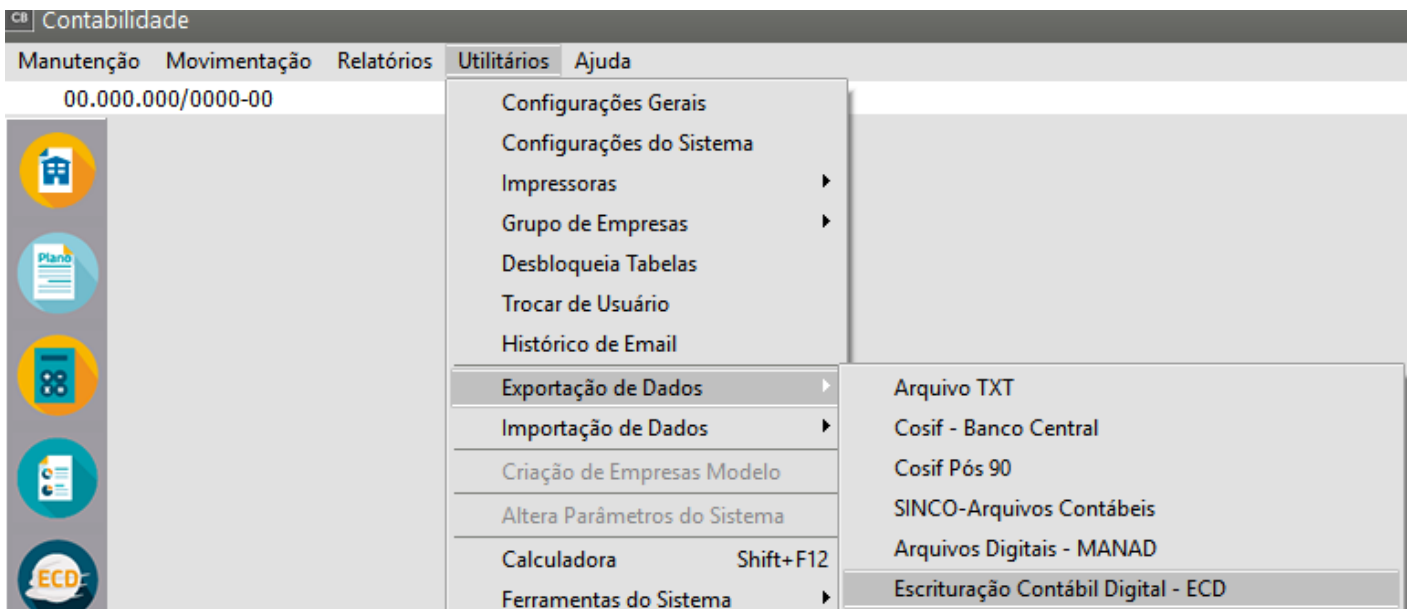 CB Contabilidade
Manutenção Movimentação Relatórios Utilitários Ajuda
00.000.000/0000-00
Configurações Gerais
Configurações do Sistema
Impressoras
Grupo de Empresas
Desbloqueia Tabelas
Trocar de Usuário
Histórico de Email
Exportação de Dados
Importação de Dados
Criação de Empresas Modelo
Altera Parâmetros do Sistema
Calculadora Shift+F12
Ferramentas do Sistema
Arquivo TXT
Cosif - Banco Central
Cosif Pós 90
SINCO-Arquivos Contábeis
Arquivos Digitais - MANAD
Escrituração Contábil Digital - ECD
Plano
ECD